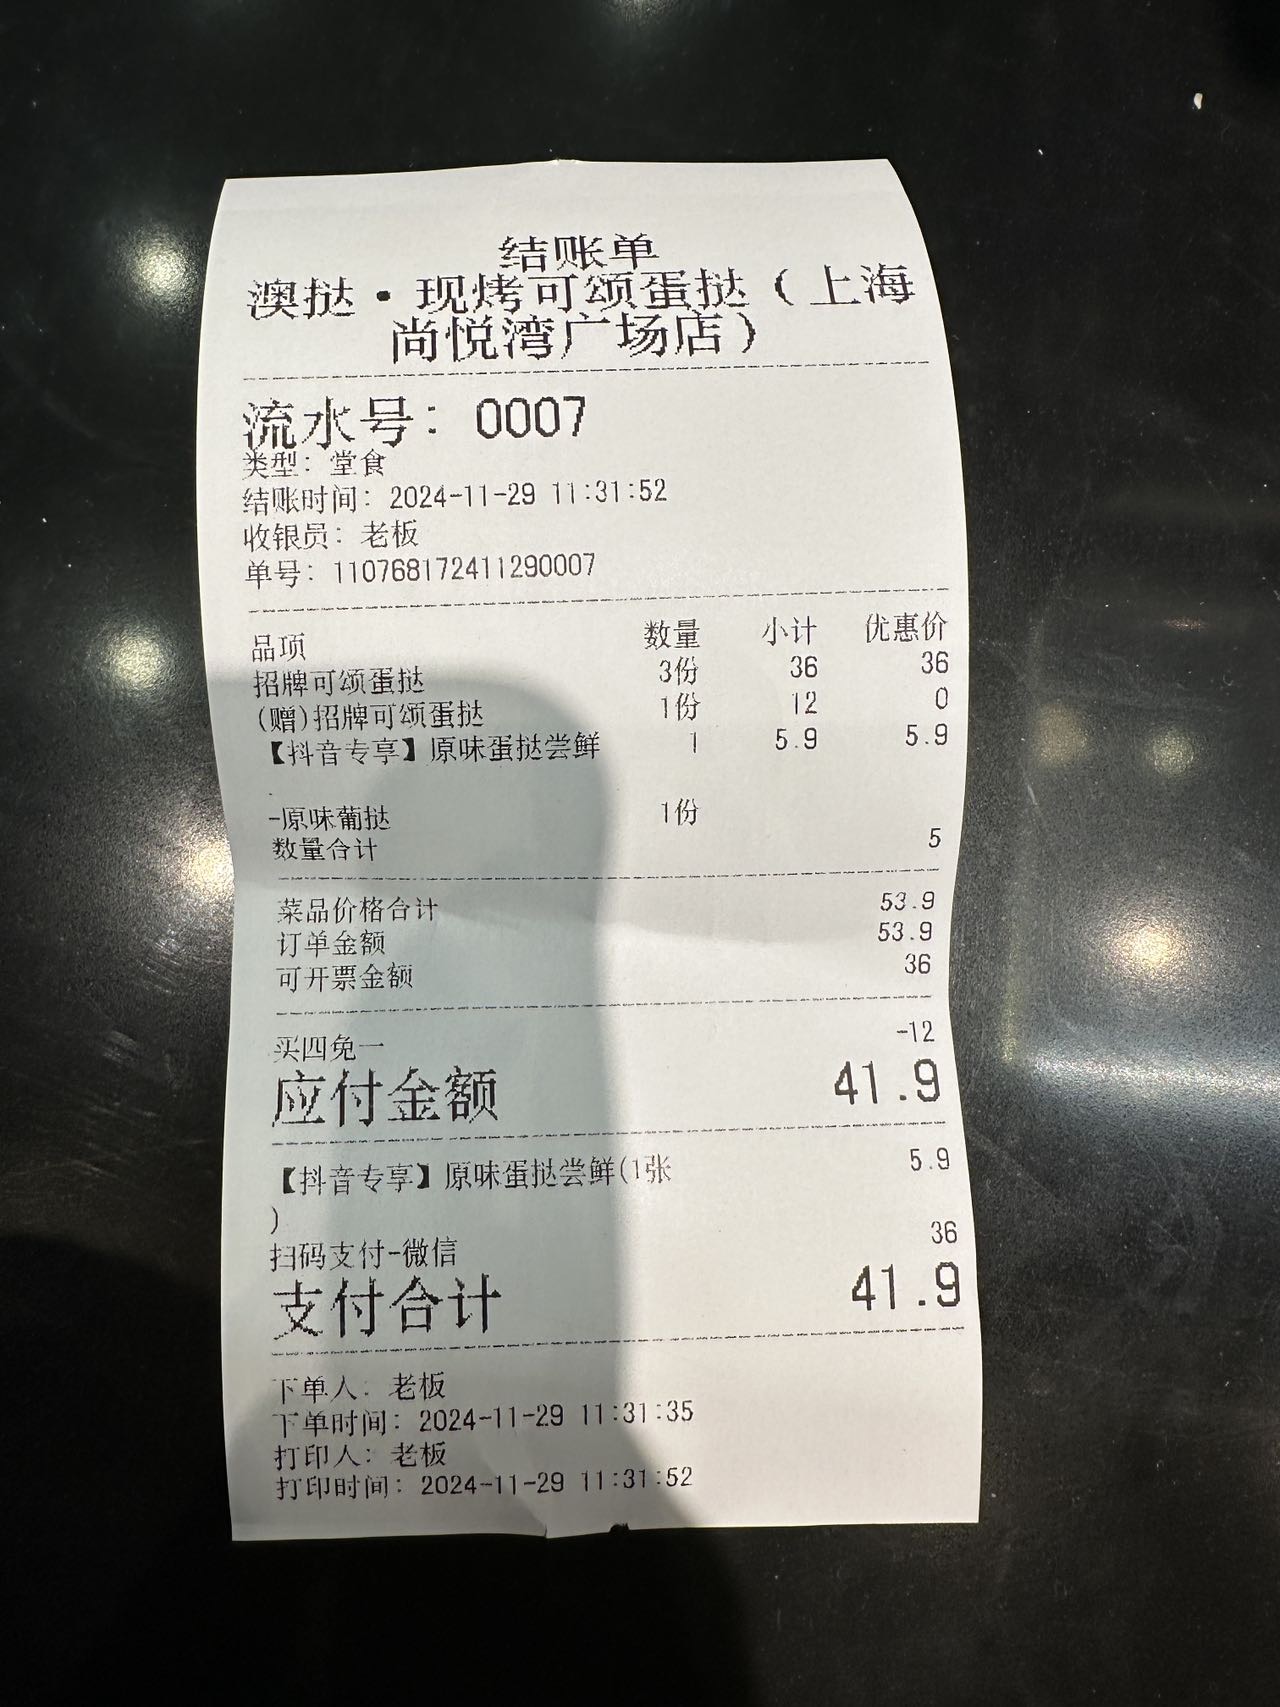 结账单
澳挞·现烤可颂蛋挞（上海
尚悦湾广场店）
流水号：0007
类型：堂食
结账时间：2024-11-29 11:31:52
收银员：老板
单号：110768172411290007
品项 数量 小计 优惠价
招牌可颂蛋挞 3份 36 36
(赠)招牌可颂蛋挞 1份 12 0
【抖音专享】原味蛋挞尝鲜 1 5.9 5.9
-原味葡挞 1份
数量合计 5
菜品价格合计 53.9
订单金额 53.9
可开票金额 36
买四免一 -12
应付金额 41.9
【抖音专享】原味蛋挞尝鲜(1张 5.9
)
扫码支付-微信 36
支付合计 41.9
下单人：老板
下单时间：2024-11-29 11:31:35
打印人：老板
打印时间：2024-11-29 11:31:52